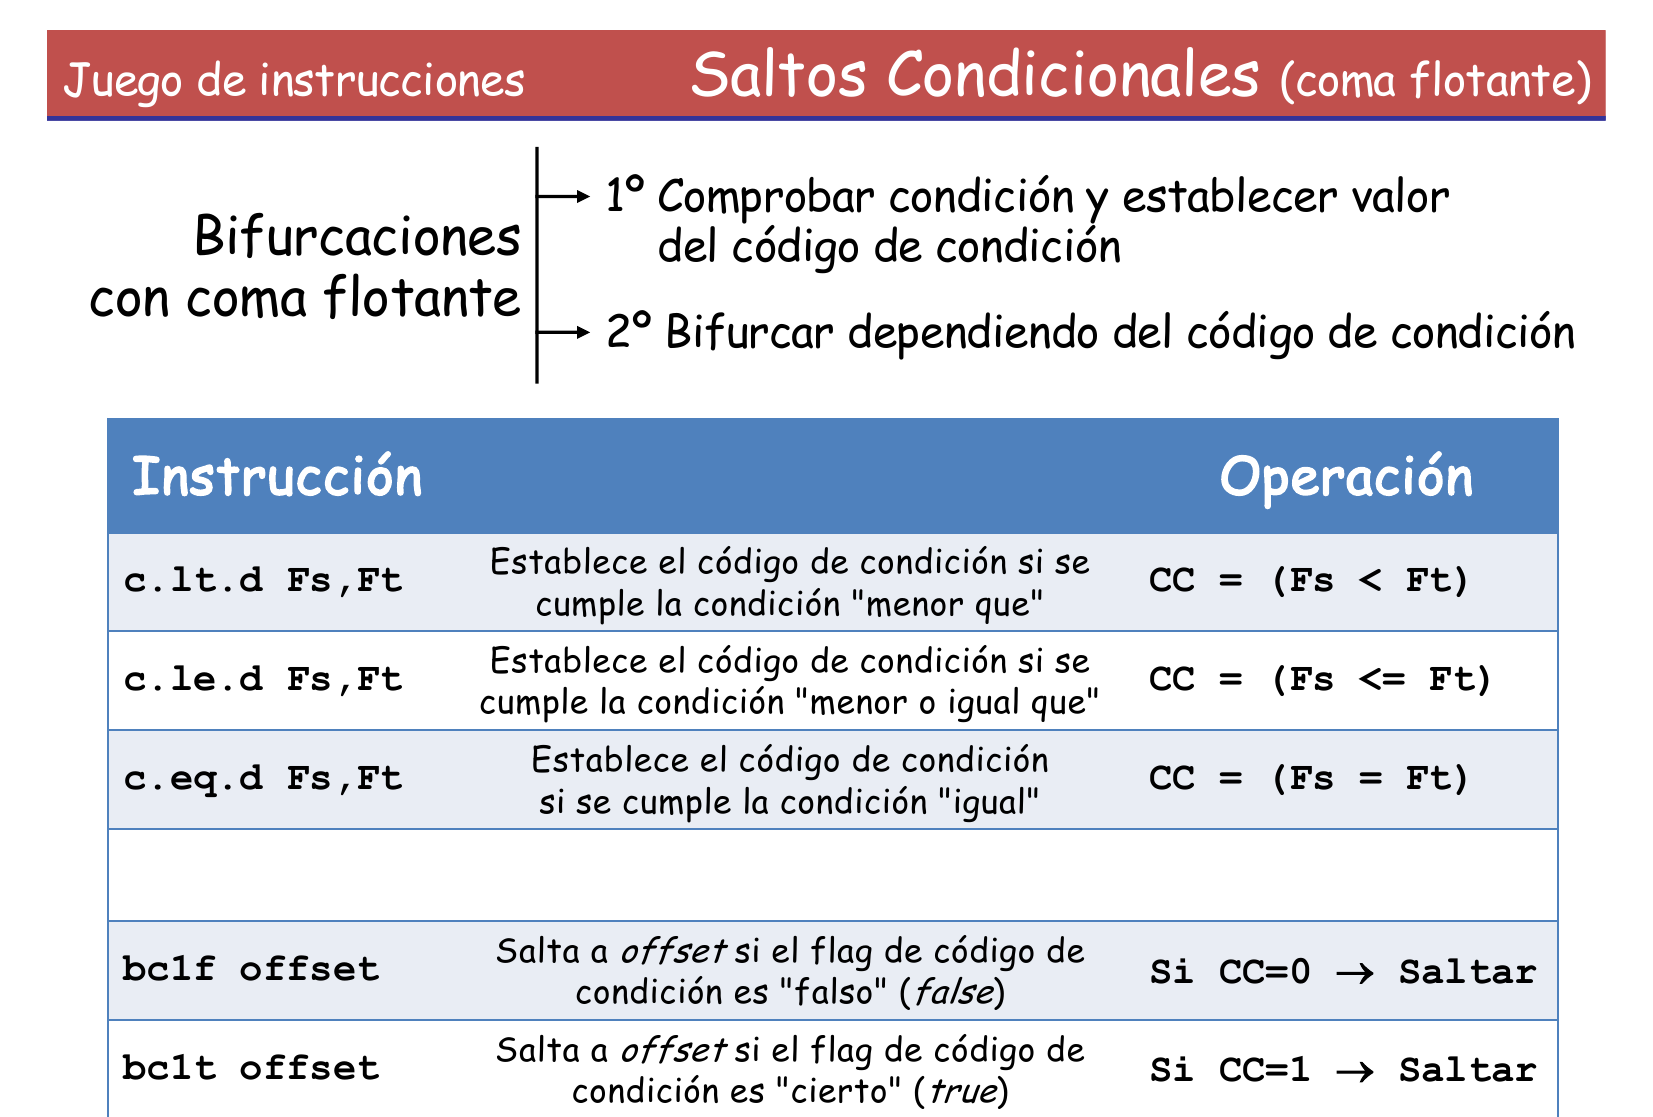 Juego de instrucciones Saltos Condicionales (coma flotante)
Bifurcaciones
con coma flotante
1º Comprobar condición y establecer valor
del código de condición
2º Bifurcar dependiendo del código de condición
Instrucción Operación
c.lt.d Fs,Ft
Establece el código de condición si se
cumple la condición "menor que"
CC = (Fs < Ft)
c.le.d Fs,Ft
Establece el código de condición si se
cumple la condición "menor o igual que"
CC = (Fs <= Ft)
c.eq.d Fs,Ft
Establece el código de condición
si se cumple la condición "igual"
CC = (Fs = Ft)
bc1f offset
Salta a offset si el flag de código de
condición es "falso" (false)
Si CC=0 → Saltar
bc1t offset
Salta a offset si el flag de código de
condición es "cierto" (true)
Si CC=1 → Saltar